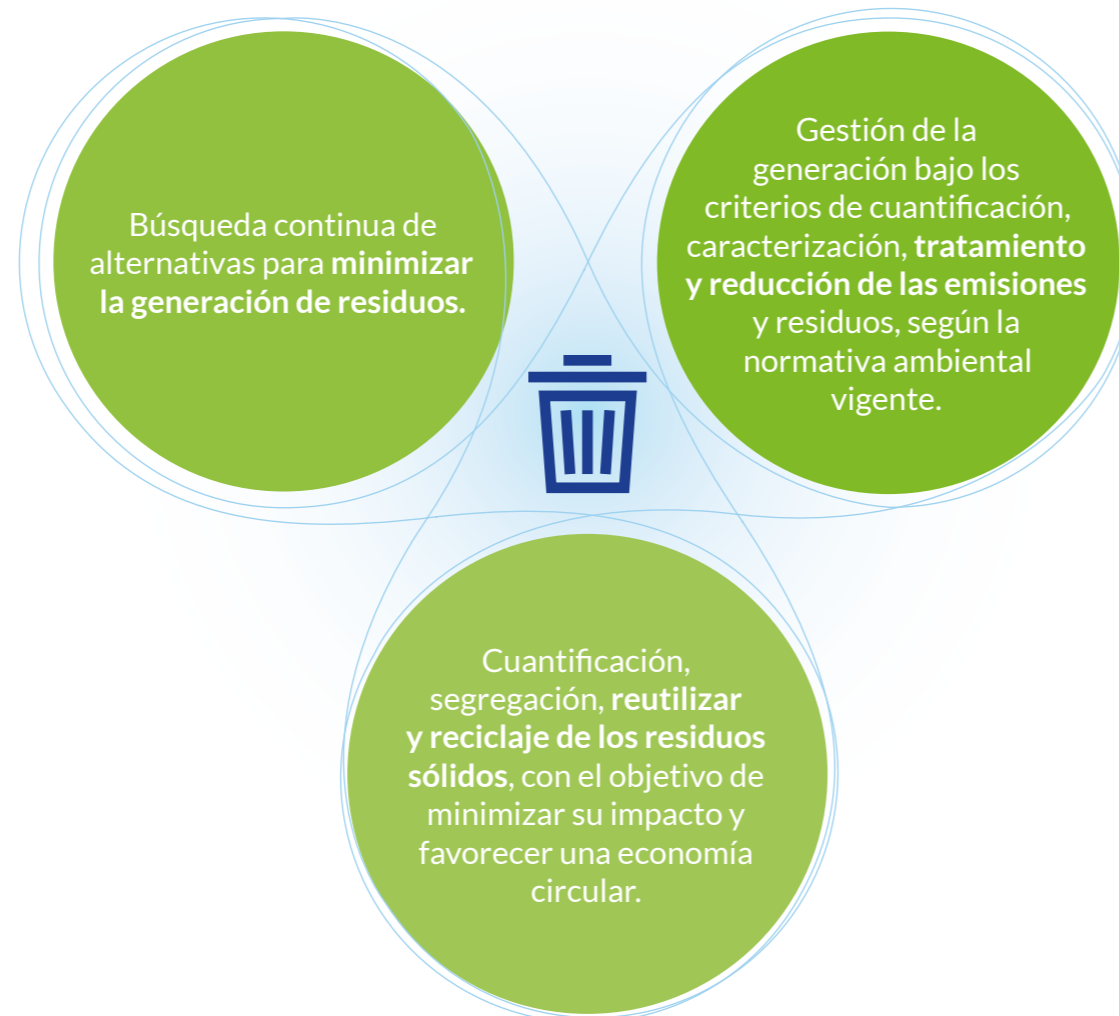 Búsqueda continua de
alternativas para minimizar
la generación de residuos.
Gestión de la
generación bajo los
criterios de cuantificación,
caracterización, tratamiento
y reducción de las emisiones
y residuos, según la
normativa ambiental
vigente.
Cuantificación,
segregación, reutilizar
y reciclaje de los residuos
sólidos, con el objetivo de
minimizar su impacto y
favorecer una economía
circular.